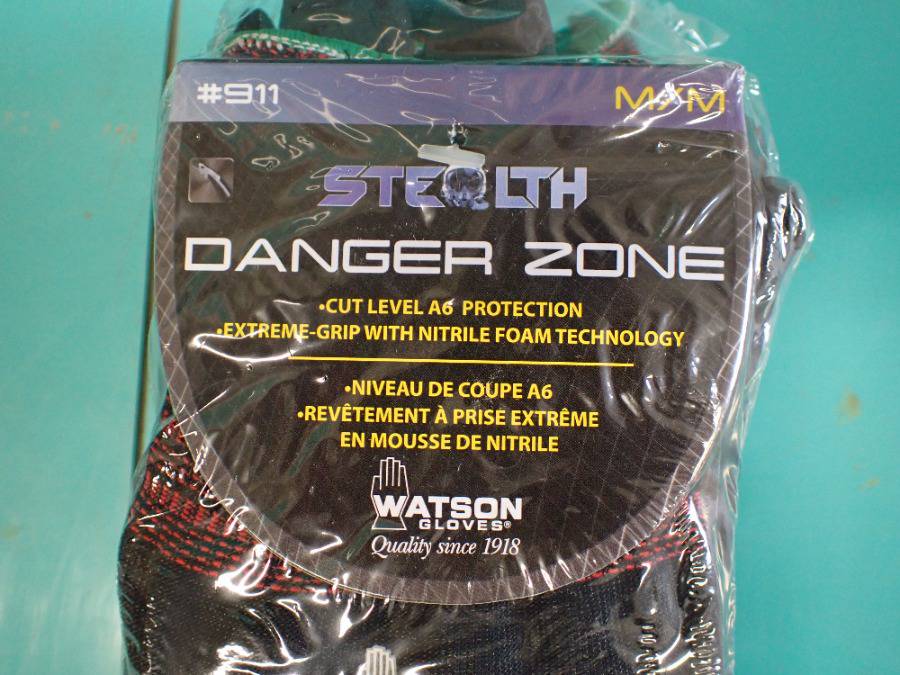 #911
M/M
STEALTH
DANGER ZONE
•CUT LEVEL A6 PROTECTION
•EXTREME-GRIP WITH NITRILE FOAM TECHNOLOGY
•NIVEAU DE COUPE A6
•REVÊTEMENT À PRISE EXTRÊME
EN MOUSSE DE NITRILE
WATSON
GLOVES®
Quality since 1918